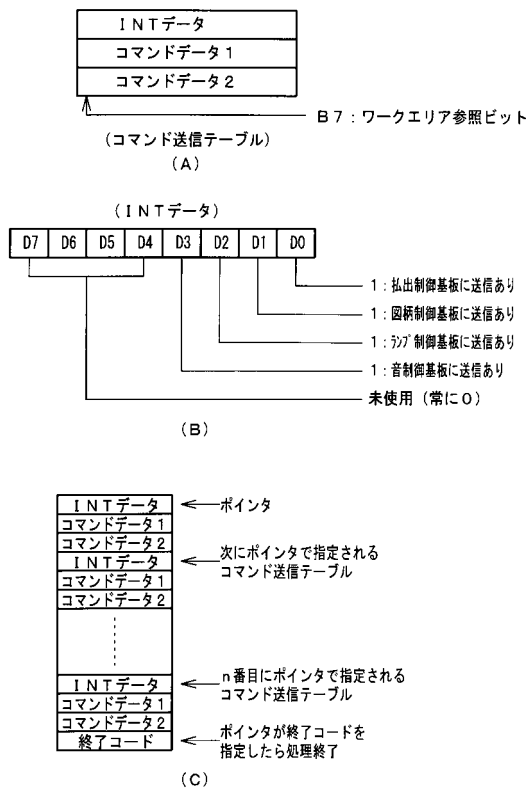 INTデータ
コマンドデータ1
コマンドデータ2
B7:ワークエリア参照ビット
(コマンド送信テーブル)
(A)
(INTデータ)
D7 D6 D5 D4 D3 D2 D1 D0
1:払出制御基板に送信あり
1:図柄制御基板に送信あり
1:ランプ制御基板に送信あり
1:音制御基板に送信あり
未使用(常に0)
(B)
INTデータ ポインタ
コマンドデータ1
コマンドデータ2
INTデータ 次にポインタで指定される
コマンドデータ1 コマンド送信テーブル
コマンドデータ2
INTデータ n番目にポインタで指定される
コマンドデータ1 コマンド送信テーブル
コマンドデータ2
終了コード ポインタが終了コードを
指定したら処理終了
(C)